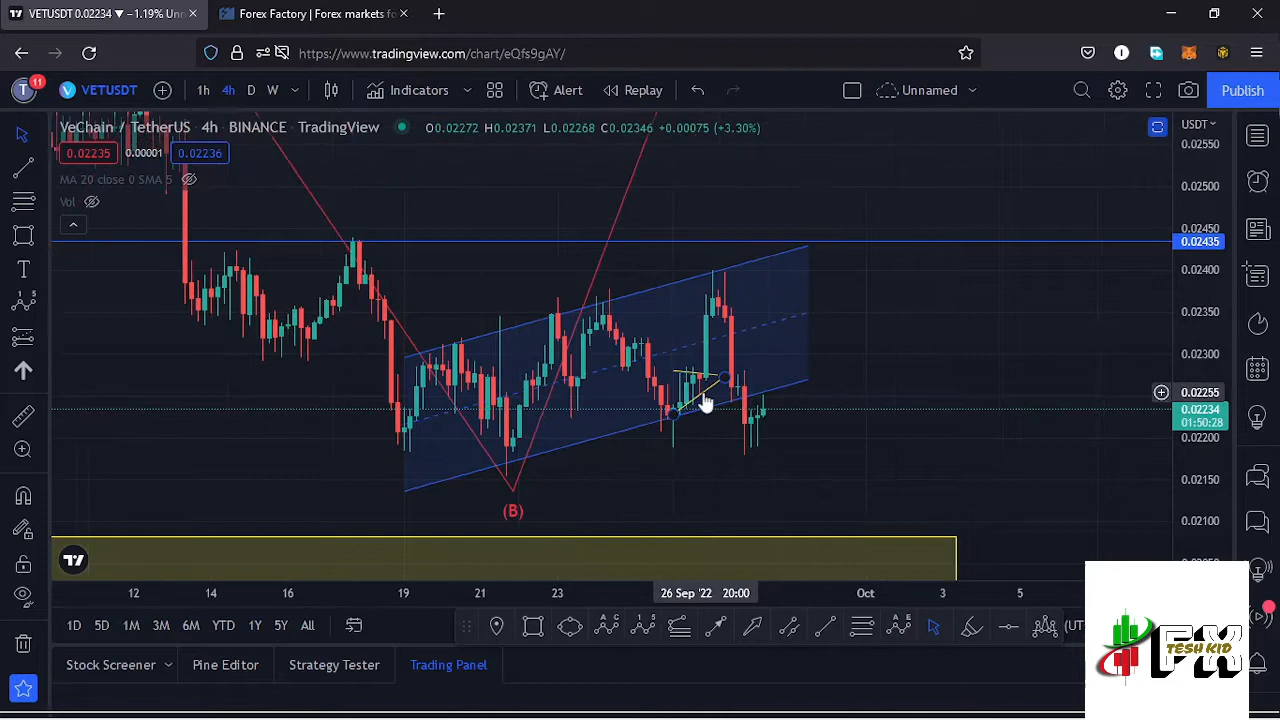 VETUSDT 0.02234 ▼ −1.19% Unn
Forex Factory | Forex markets fo
https://www.tradingview.com/chart/eQfs9gAY/
11
T
VETUSDT
1h 4h D W
Indicators
Alert
Replay
Unnamed
Publish
VeChain / TetherUS · 4h · BINANCE · TradingView
O0.02272 H0.02371 L0.02268 C0.02346 +0.00075 (+3.30%)
USDT
0.02235 0.00001 0.02236
MA 20 close 0 SMA 5
Vol
0.02550
0.02500
0.02450
0.02435
0.02400
0.02350
0.02300
0.02255
0.02234
01:50:28
0.02200
0.02150
0.02100
(B)
12 14 16 19 21 23 26 Sep '22 20:00 Oct 3 5
1D 5D 1M 3M 6M YTD 1Y 5Y All
(UT
Stock Screener Pine Editor Strategy Tester Trading Panel
FX
TESH KID